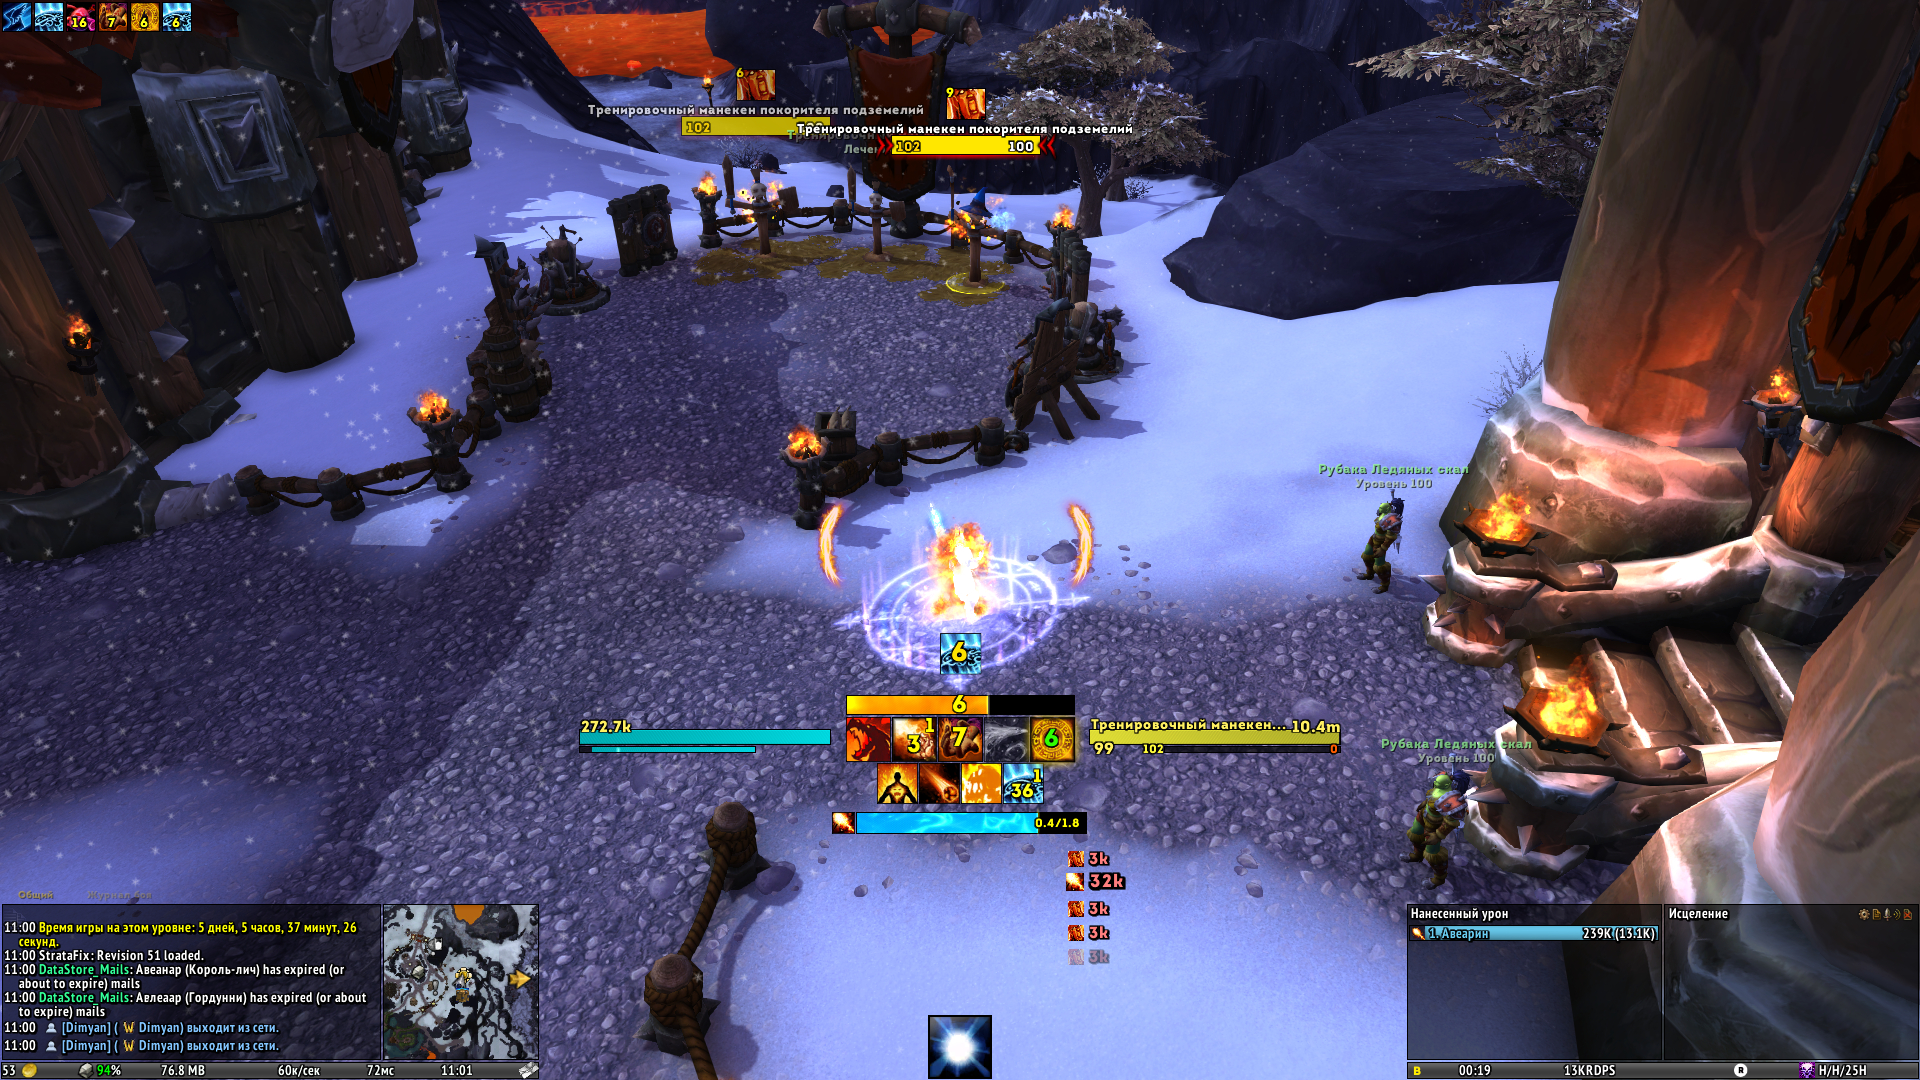 16
7
6
6
6
Тренировочный манекен покорителя подземелий
102
9
Тренировочный манекен покорителя подземелий
102 100
Рубака Ледяных скал
Уровень 100
6
6
272.7k
1
3
7
6
Тренировочный манекен... 10.4m
99 102 0
Рубака Ледяных скал
Уровень 100
1
36
0.4/1.8
3k
32k
3k
3k
3k
Общий
11:00 Время игры на этом уровне: 5 дней, 5 часов, 37 минут, 26
секунд.
11:00 StrataFix: Revision 51 loaded.
11:00 DataStore_Mails: Авеанар (Король-лич) has expired (or
about to expire) mails
11:00 DataStore_Mails: Авлеаар (Гордунни) has expired (or about
to expire) mails
11:00 [Dimyan] ( Dimyan) выходит из сети.
11:00 [Dimyan] ( Dimyan) выходит из сети.
53 94% 76.8 MB 60к/сек 72мс 11:01
Нанесенный урон
1. Авеарин 239K (13.1K)
Исцеление
B 00:19 13KRDPS R H/H/25H